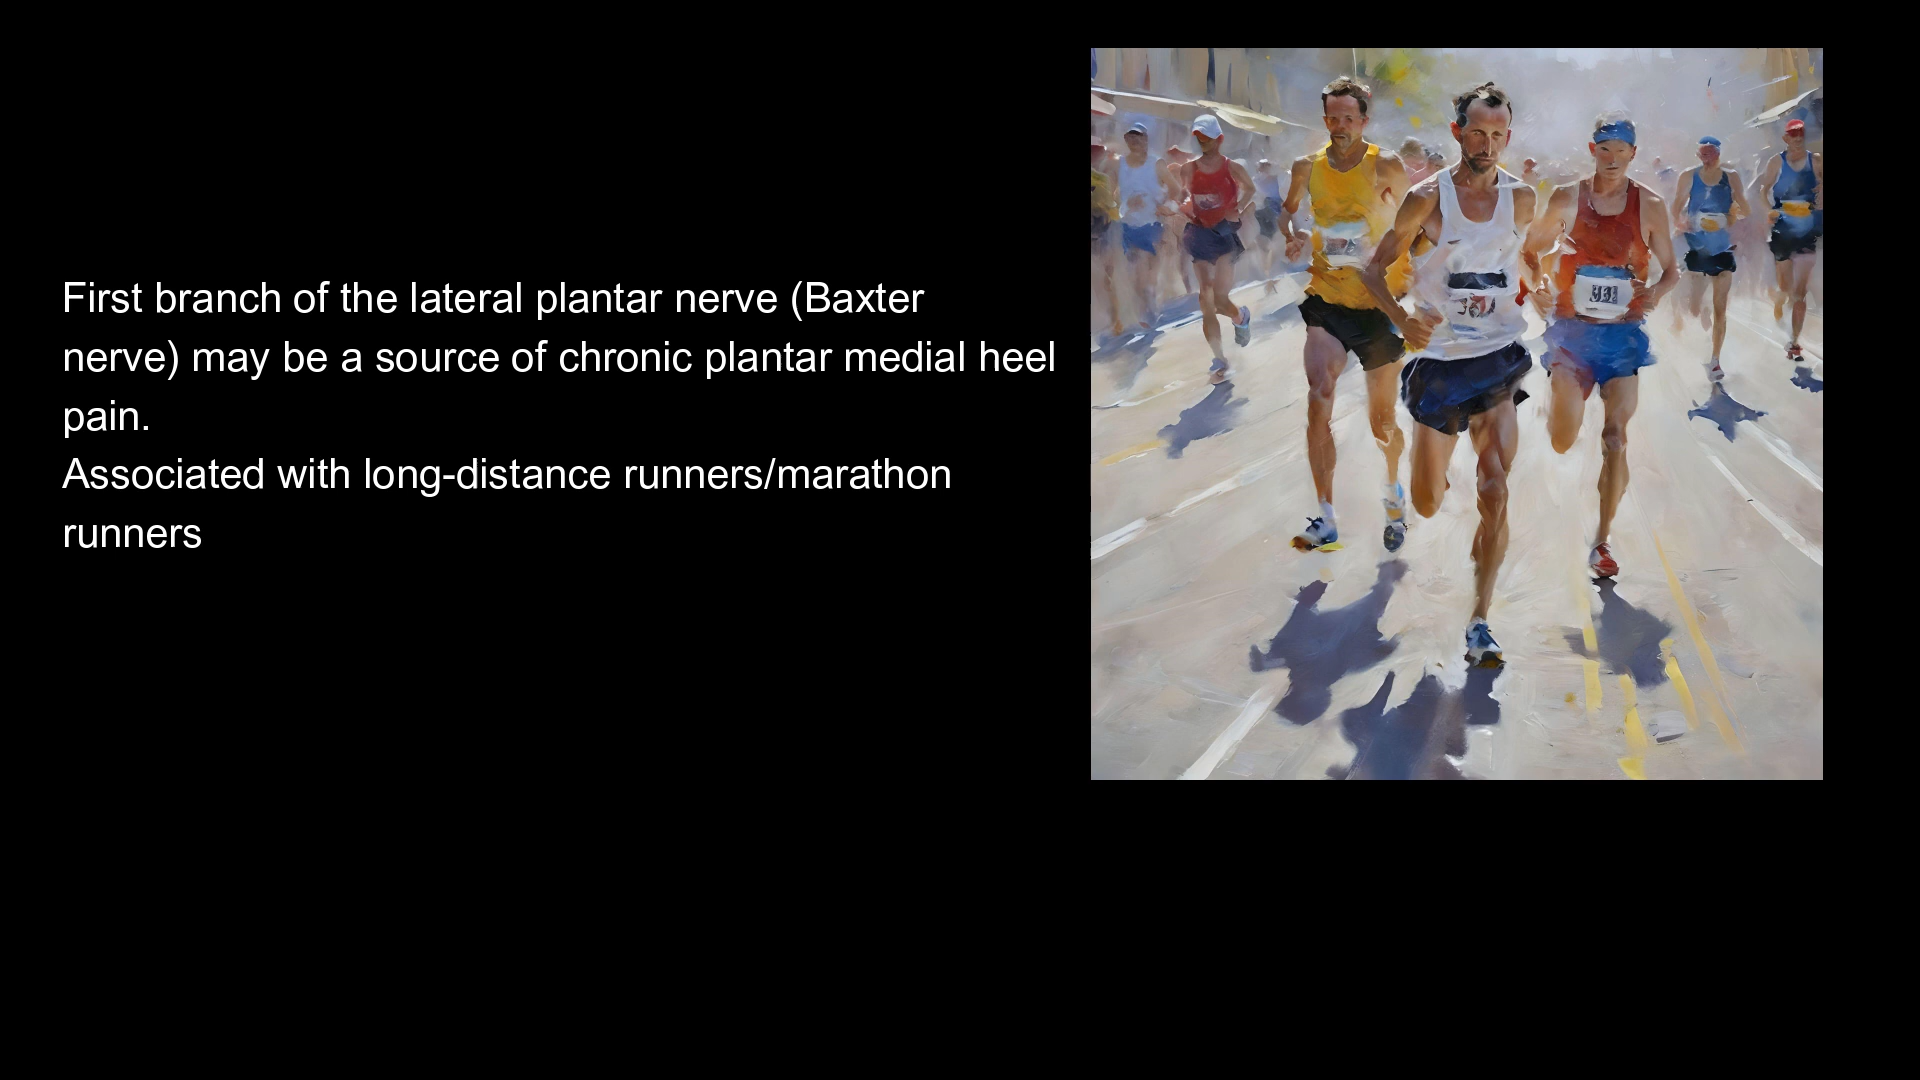 First branch of the lateral plantar nerve (Baxter
nerve) may be a source of chronic plantar medial heel
pain.
Associated with long-distance runners/marathon
runners